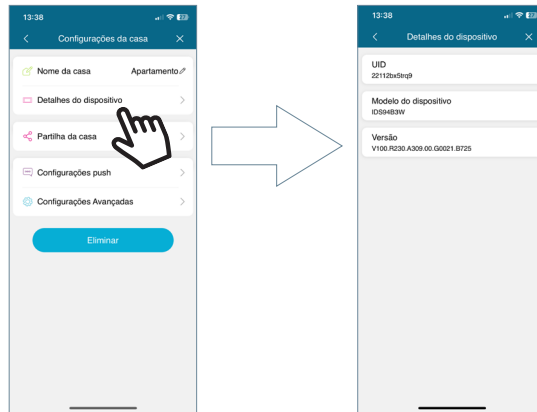 13:38
27
Configurações da casa
Nome da casa Apartamento
Detalhes do dispositivo
Partilha da casa
Configurações push
Configurações Avançadas
Eliminar
13:38
27
Detalhes do dispositivo
UID
22112bx5trq9
Modelo do dispositivo
IDS94B3W
Versão
V100.R230.A309.00.G0021.B725